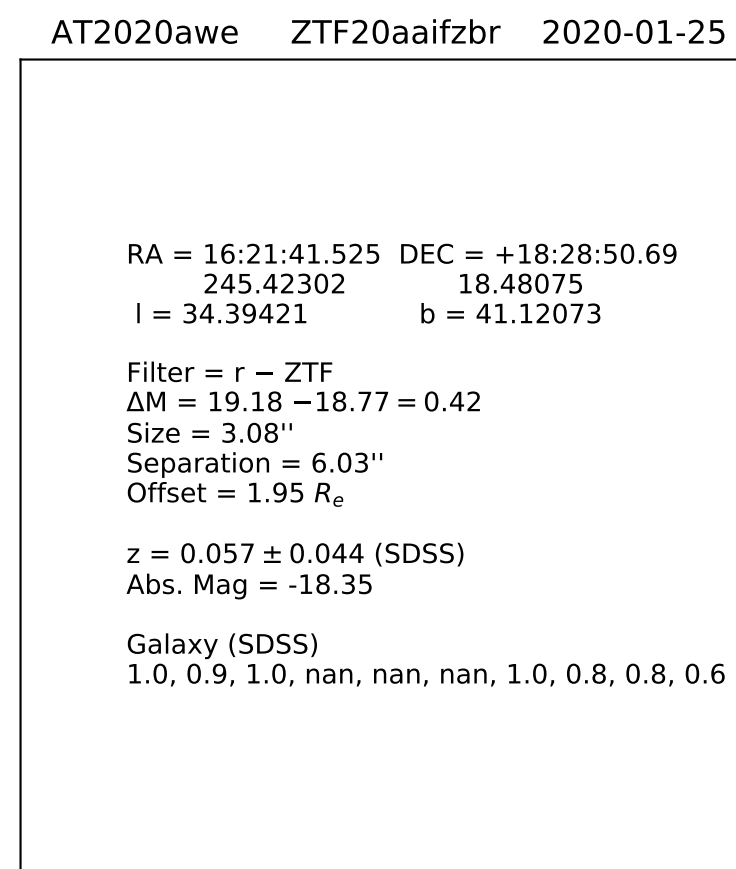 AT2020awe ZTF20aaifzbr 2020-01-25
RA = 16:21:41.525 DEC = +18:28:50.69
245.42302 18.48075
l = 34.39421 b = 41.12073
Filter = r − ZTF
ΔM = 19.18 −18.77 = 0.42
Size = 3.08''
Separation = 6.03''
Offset = 1.95 Re
z = 0.057 ± 0.044 (SDSS)
Abs. Mag = -18.35
Galaxy (SDSS)
1.0, 0.9, 1.0, nan, nan, nan, 1.0, 0.8, 0.8, 0.6